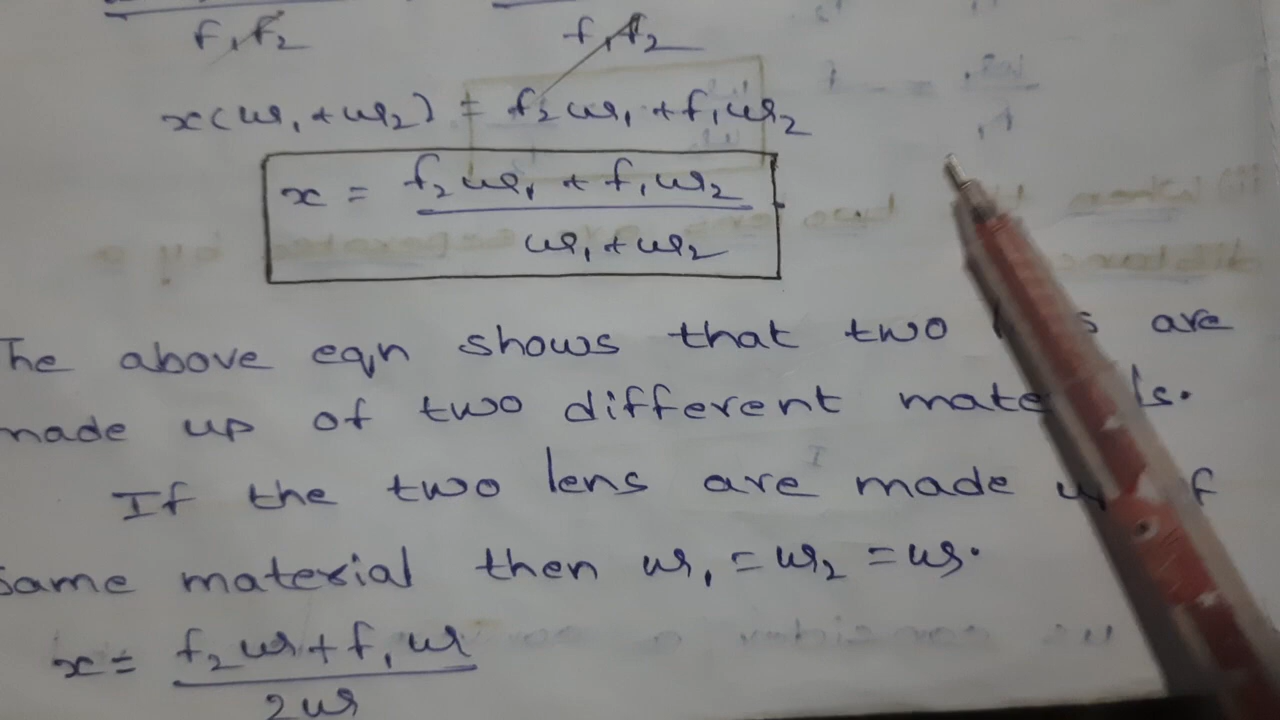 f₁f₂ f₁f₂
x(ω₁+ω₂) = f₂ω₁ + f₁ω₂
x = f₂ω₁ + f₁ω₂ / ω₁+ω₂
The above eqn shows that two are
made up of two different
If the two lens are made
same material then ω₁ = ω₂ = ω.
x = f₂ω + f₁ω / 2ω